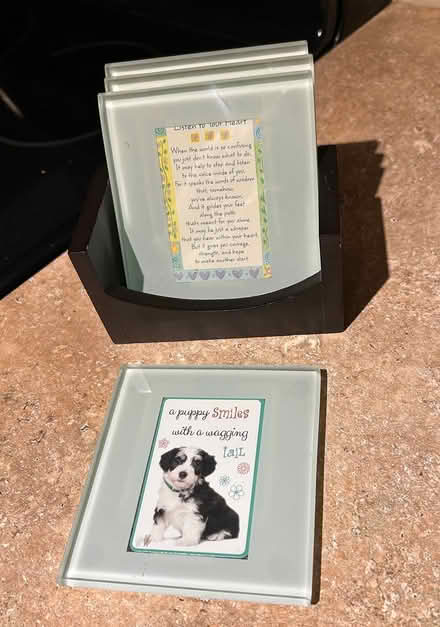 Listen to Your Heart
When the world is so confusing
you just don't know what to do,
It may help to stop and listen
to the voice inside of you.
For it speaks the words of wisdom
that, somehow,
you've always known,
And it guides your feet
along the path
that's meant for you alone.
It may be just a whisper
that you hear within your heart,
But it gives you courage,
strength, and hope
to make another start.
a puppy smiles
with a wagging
tail